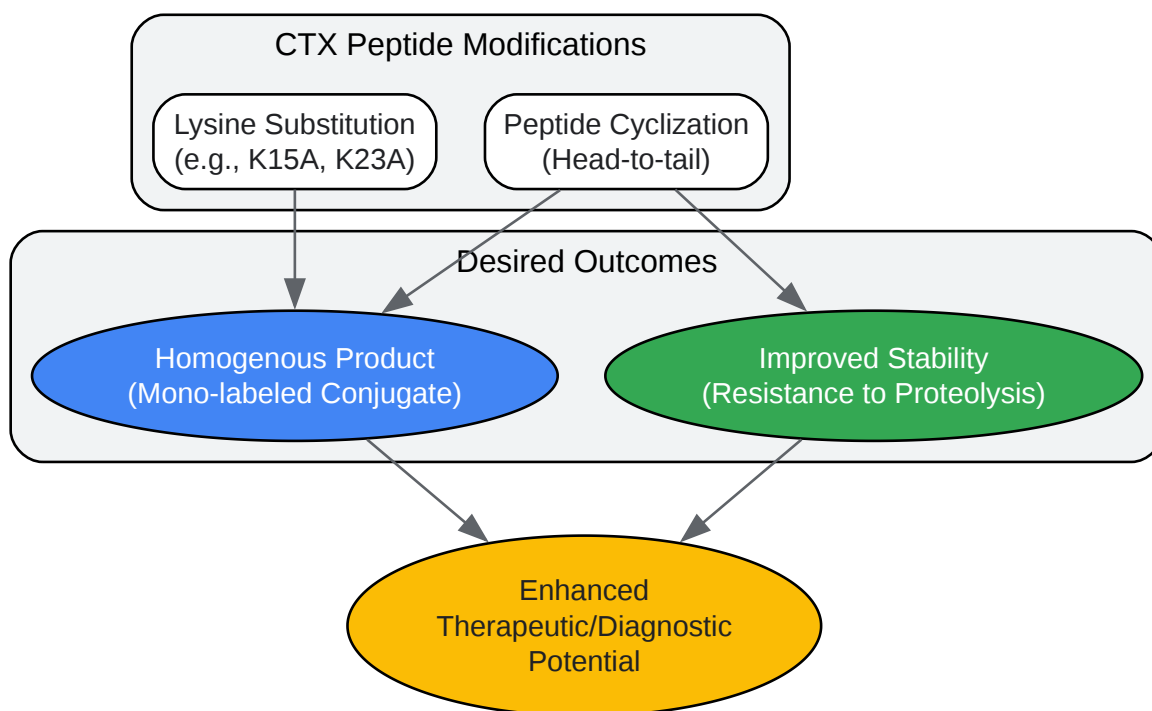 CTX Peptide Modifications
Lysine Substitution
(e.g., K15A, K23A)
Peptide Cyclization
(Head-to-tail)
Desired Outcomes
Homogenous Product
(Mono-labeled Conjugate)
Improved Stability
(Resistance to Proteolysis)
Enhanced
Therapeutic/Diagnostic
Potential